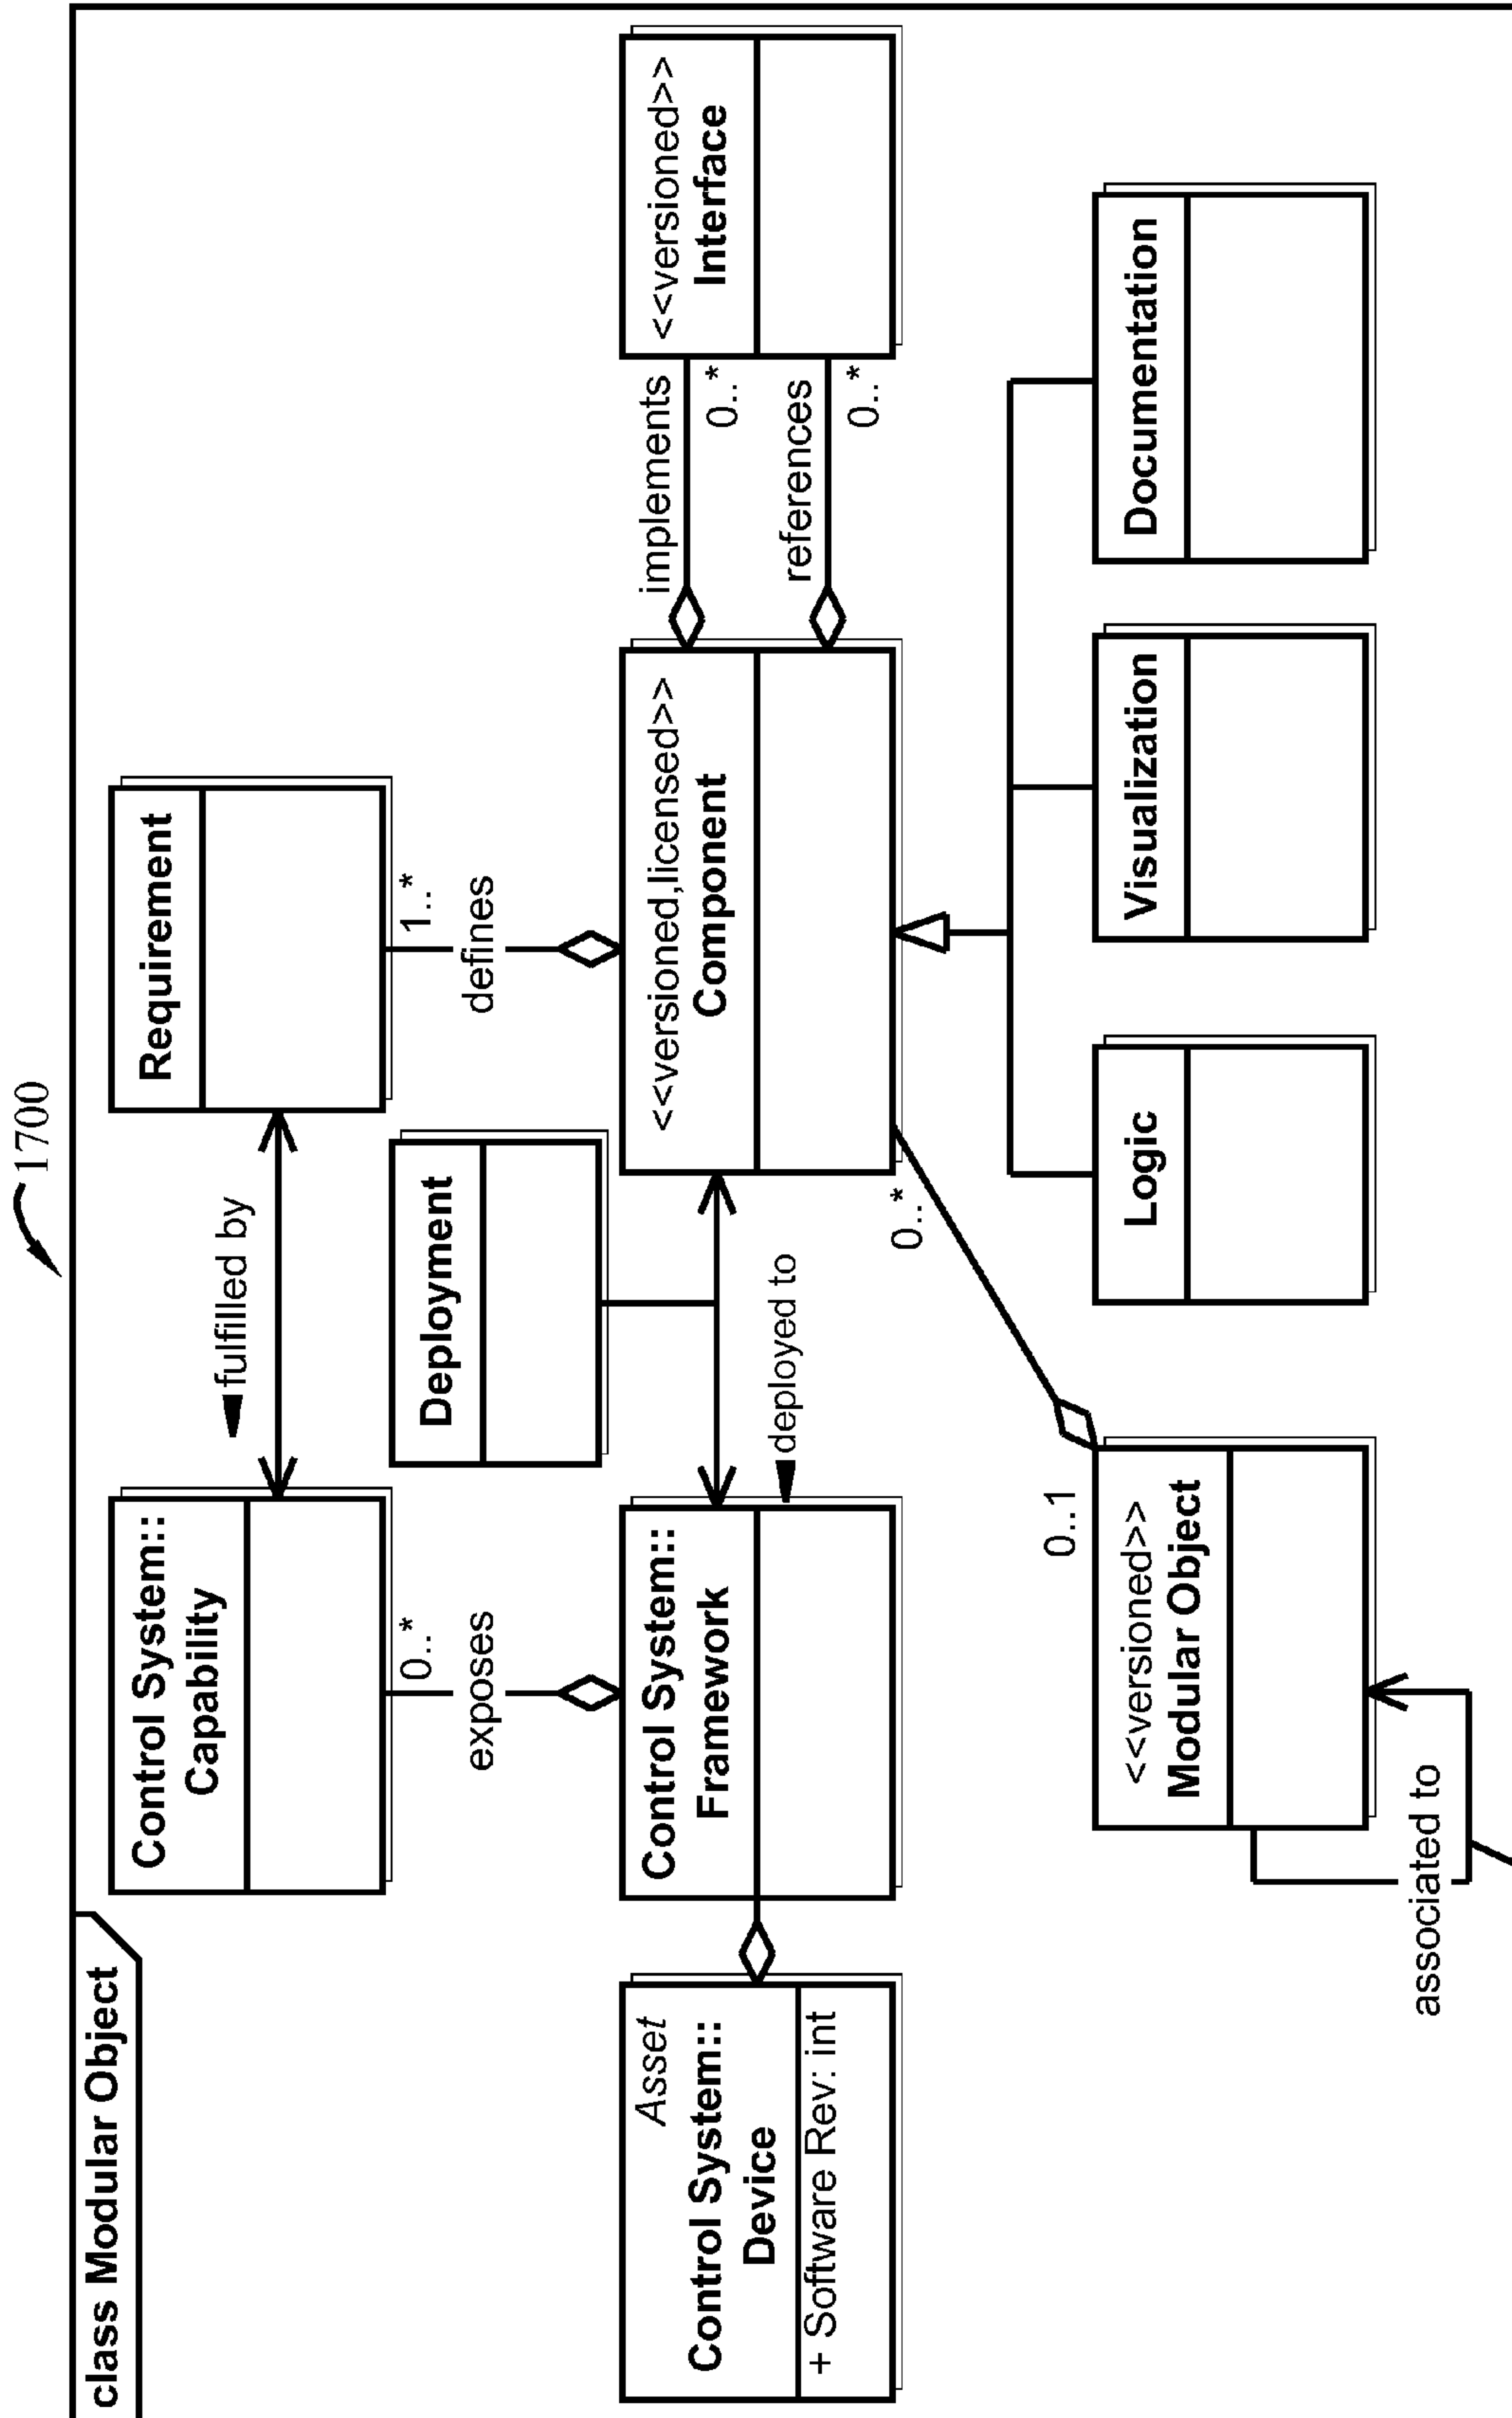 1700
class Modular Object
Control System::
Capability
fulfilled by
Requirement
0..*
exposes
1..*
defines
Deployment
Asset
Control System::
Device
+ Software Rev: int
Control System::
Framework
deployed to
<<versioned,licensed>>
Component
implements
0..*
references
0..*
<<versioned>>
Interface
0..*
0..1
<<versioned>>
Modular Object
associated to
Logic
Visualization
Documentation